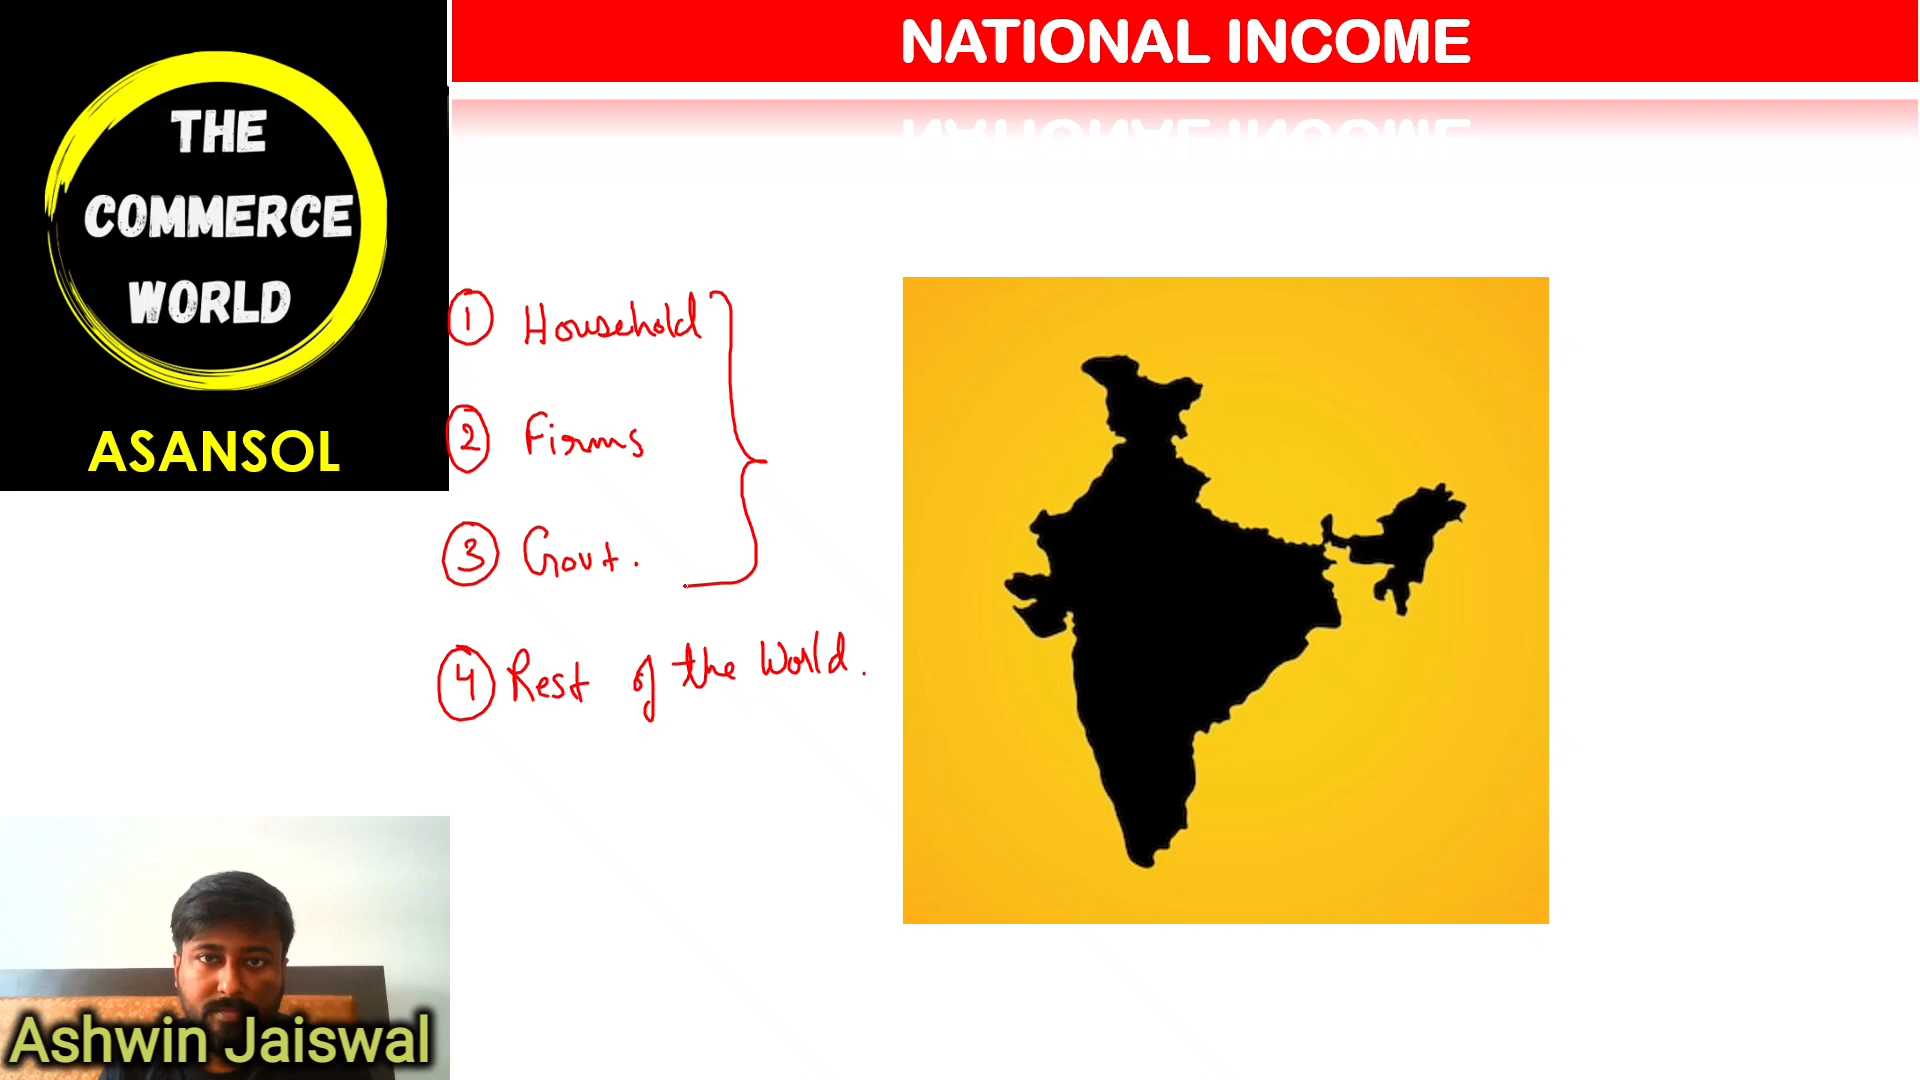 NATIONAL INCOME
THE
COMMERCE
WORLD
ASANSOL
① Household
② Firms
③ Govt.
④ Rest of the World.
Ashwin Jaiswal